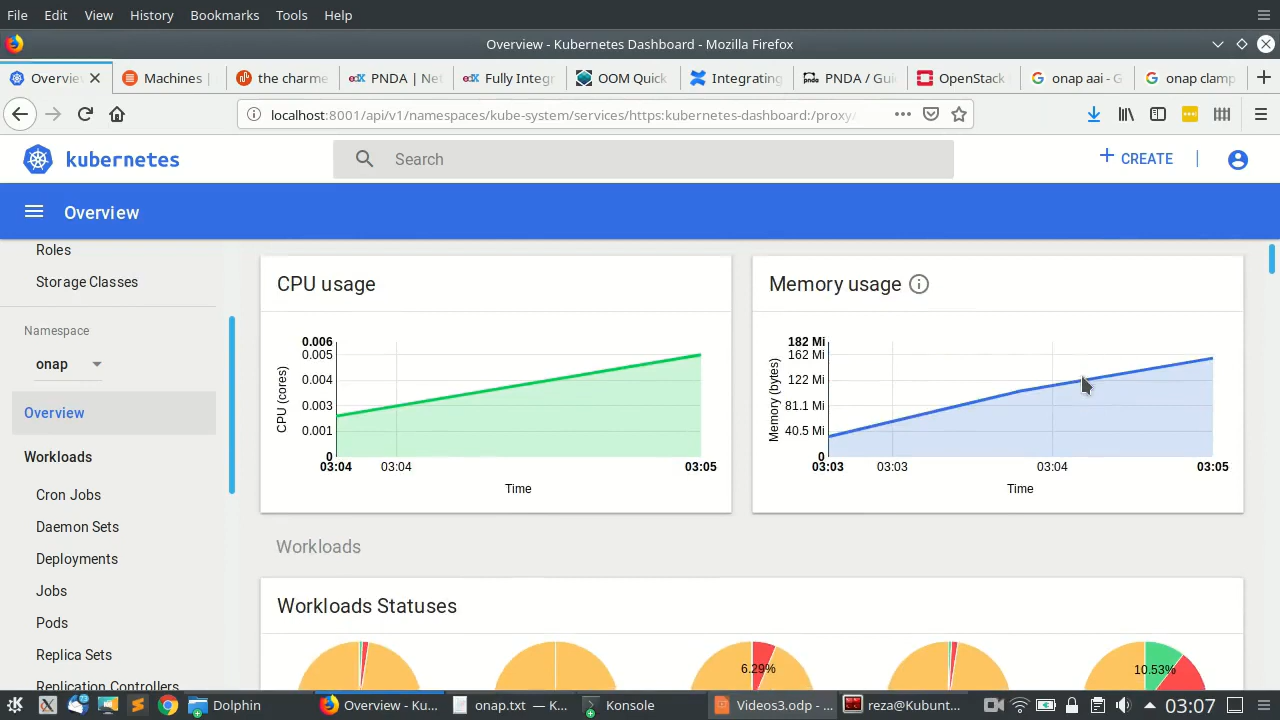 File Edit View History Bookmarks Tools Help
Overview - Kubernetes Dashboard - Mozilla Firefox
Overvie Machines | the charme edX PNDA | Net edX Fully Integr OOM Quick Integrating pnda PNDA / Gui OpenStack onap aai - G onap clamp
localhost:8001/api/v1/namespaces/kube-system/services/https:kubernetes-dashboard:/proxy/
kubernetes Search + CREATE
Overview
Roles
Storage Classes
Namespace
onap
Overview
Workloads
Cron Jobs
Daemon Sets
Deployments
Jobs
Pods
Replica Sets
Replication Controllers
CPU usage
CPU (cores)
0.006
0.005
0.004
0.003
0.001
0
03:04 03:04 03:05
Time
Memory usage
Memory (bytes)
182 Mi
162 Mi
122 Mi
81.1 Mi
40.5 Mi
0
03:03 03:03 03:04 03:05
Time
Workloads
Workloads Statuses
6.29% 10.53%
Dolphin Overview - Ku... onap.txt — K... Konsole Videos3.odp - ... reza@Kubunt... 03:07